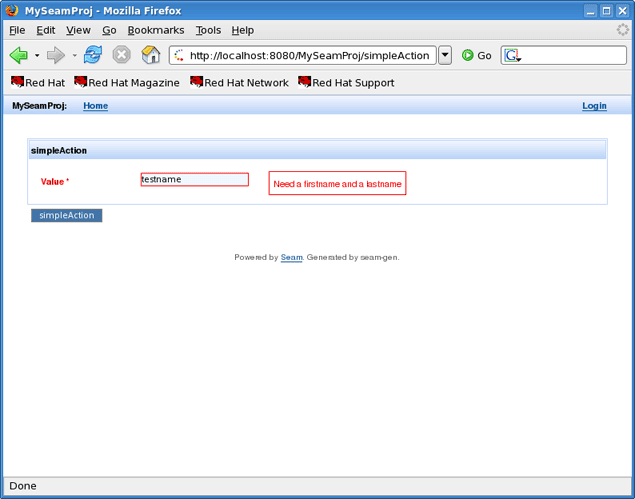 MySeamProj - Mozilla Firefox
File Edit View Go Bookmarks Tools Help
http://localhost:8080/MySeamProj/simpleAction Go G
Red Hat Red Hat Magazine Red Hat Network Red Hat Support
MySeamProj: Home Login
simpleAction
Value * testname Need a firstname and a lastname
simpleAction
Powered by Seam. Generated by seam-gen.
Done